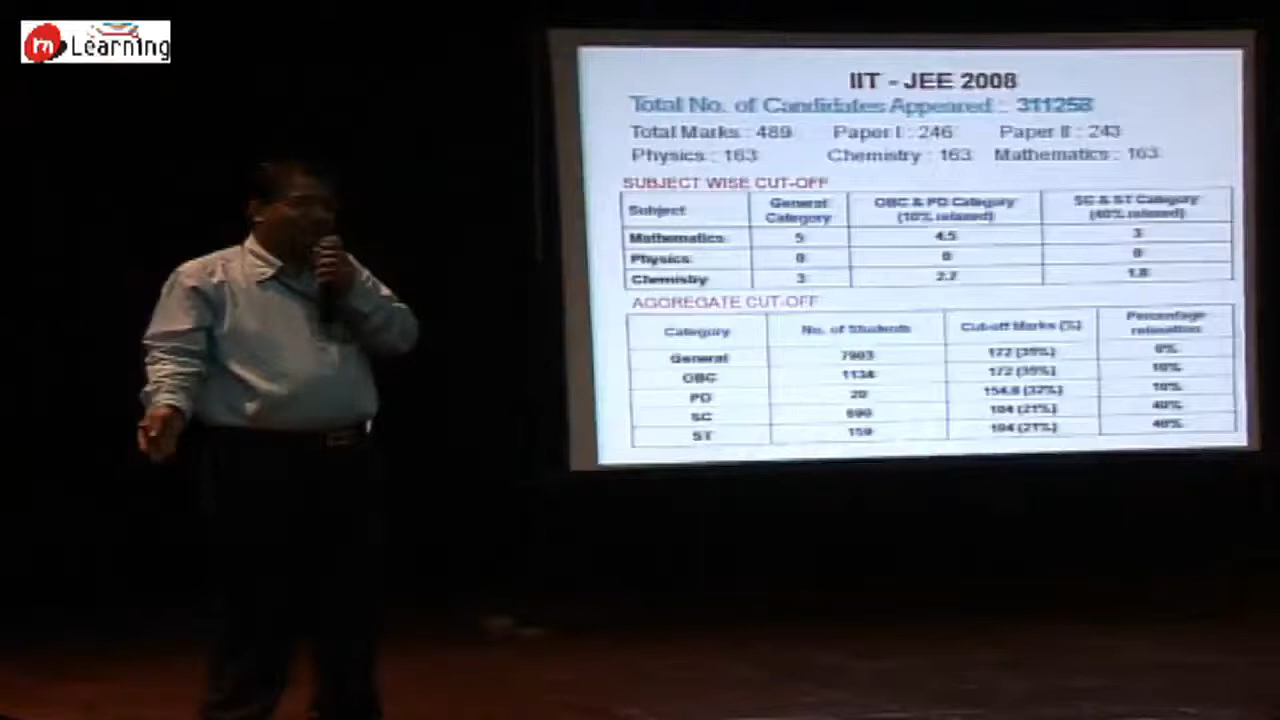 m Learning
IIT - JEE 2008
Total No. of Candidates Appeared : 311258
Total Marks : 489 Paper I : 246 Paper II : 243
Physics : 163 Chemistry : 163 Mathematics : 163
SUBJECT WISE CUT-OFF
Subject General Category OBC & PD Category (10% relaxed) SC & ST Category (40% relaxed)
Mathematics 5 4.5 3
Physics 0 0 0
Chemistry 3 2.7 1.8
AGGREGATE CUT-OFF
Category No. of Students Cut-off Marks (%) Percentage relaxation
General 7903 172 (35%) 0%
OBC 1134 172 (35%) 10%
PD 20 154.8 (32%) 10%
SC 690 104 (21%) 40%
ST 159 104 (21%) 40%